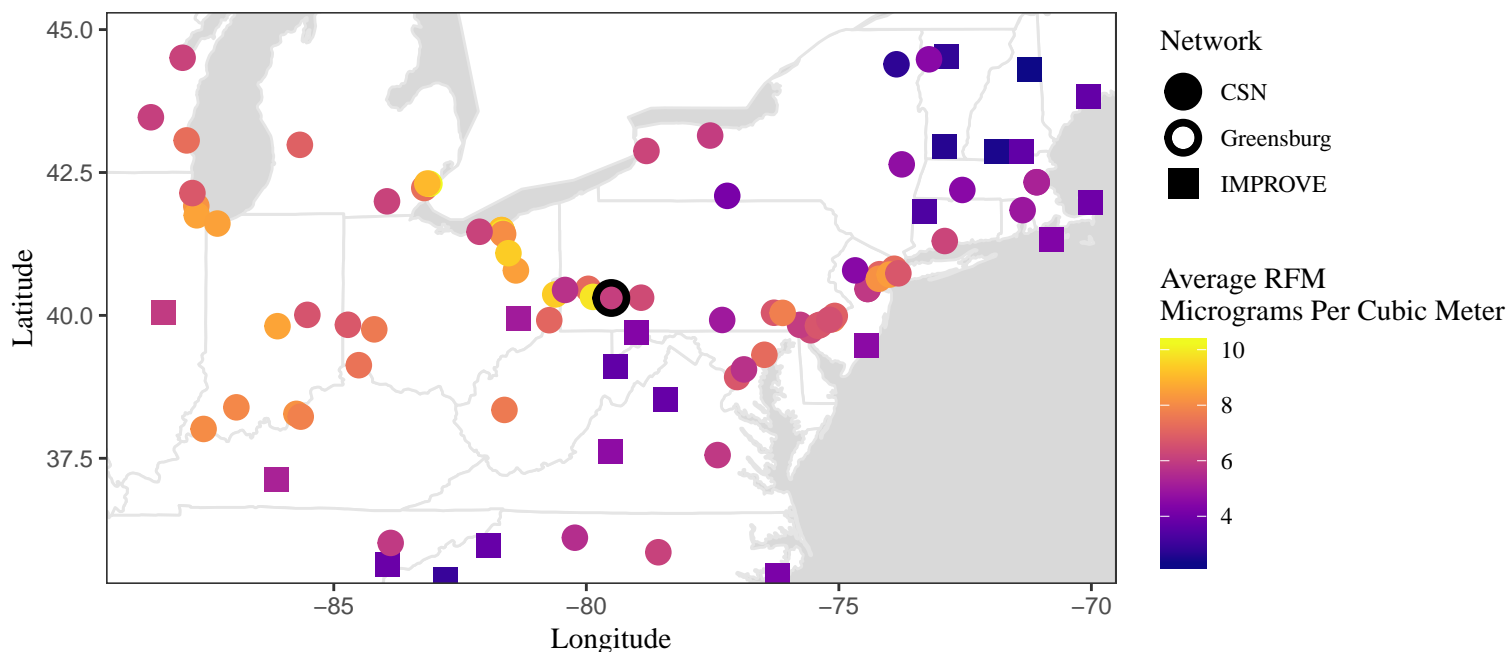 45.0
42.5
40.0
37.5
Latitude
−85
−80
−75
−70
Longitude
Network
CSN
Greensburg
IMPROVE
Average RFM
Micrograms Per Cubic Meter
10
8
6
4